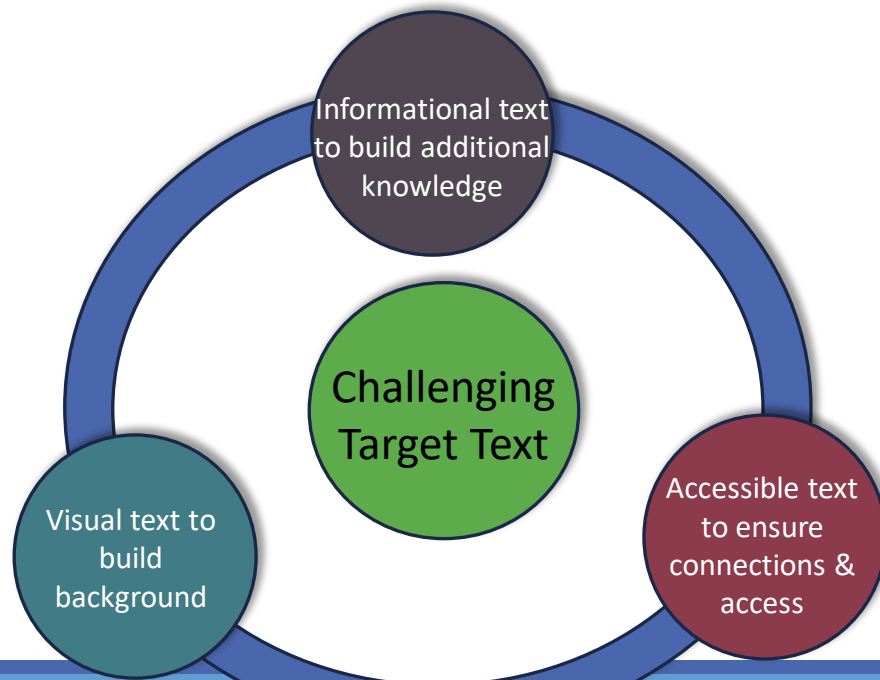 Informational text
to build additional
knowledge
Challenging
Target Text
Visual text to
build
background
Accessible text
to ensure
connections &
access